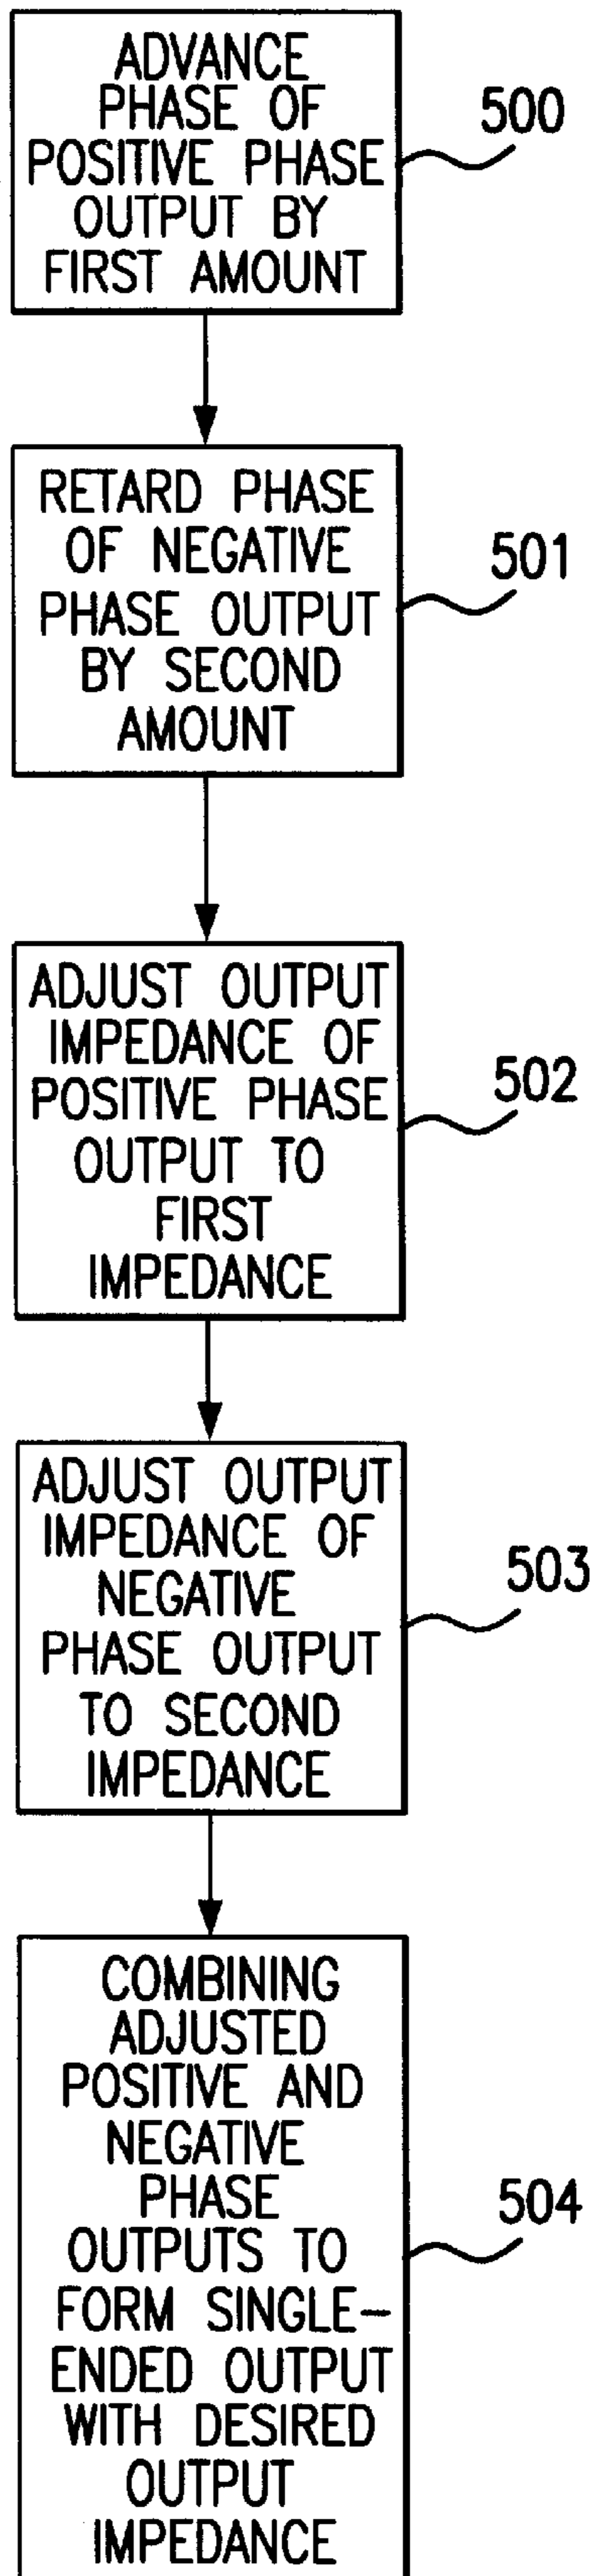 ADVANCE
PHASE OF
POSITIVE PHASE
OUTPUT BY
FIRST AMOUNT
500
RETARD PHASE
OF NEGATIVE
PHASE OUTPUT
BY SECOND
AMOUNT
501
ADJUST OUTPUT
IMPEDANCE OF
POSITIVE PHASE
OUTPUT TO
FIRST
IMPEDANCE
502
ADJUST OUTPUT
IMPEDANCE OF
NEGATIVE
PHASE OUTPUT
TO SECOND
IMPEDANCE
503
COMBINING
ADJUSTED
POSITIVE AND
NEGATIVE
PHASE
OUTPUTS TO
FORM SINGLE-
ENDED OUTPUT
WITH DESIRED
OUTPUT
IMPEDANCE
504